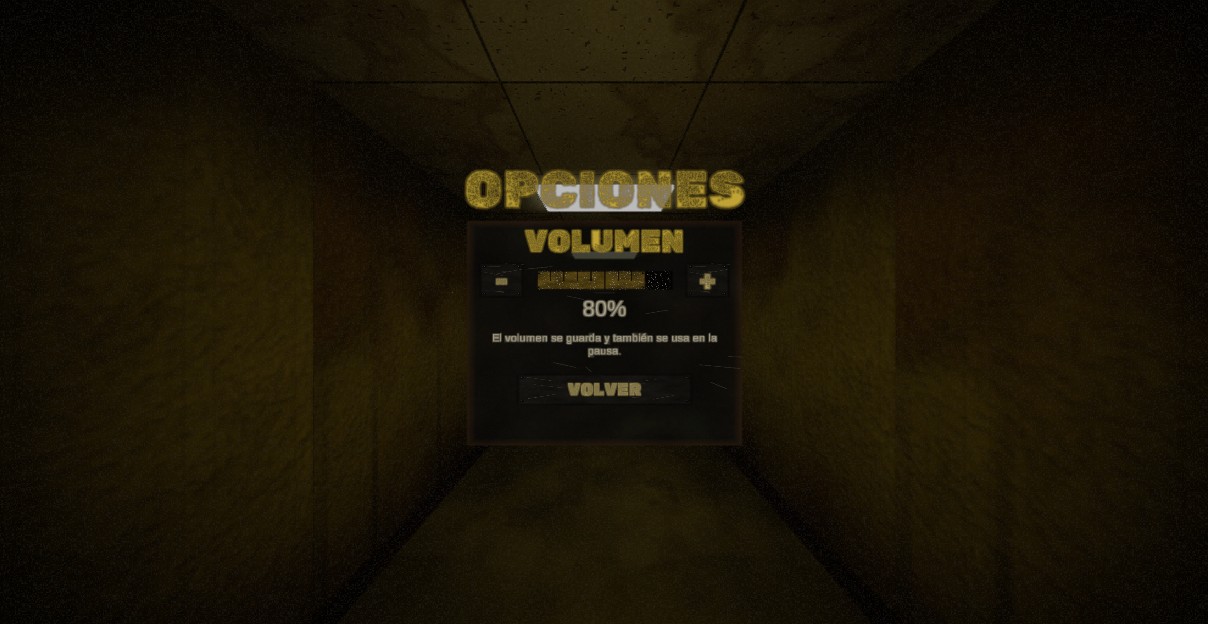 OPCIONES
VOLUMEN
- +
80%
El volumen se guarda y también se usa en la
pausa.
VOLVER